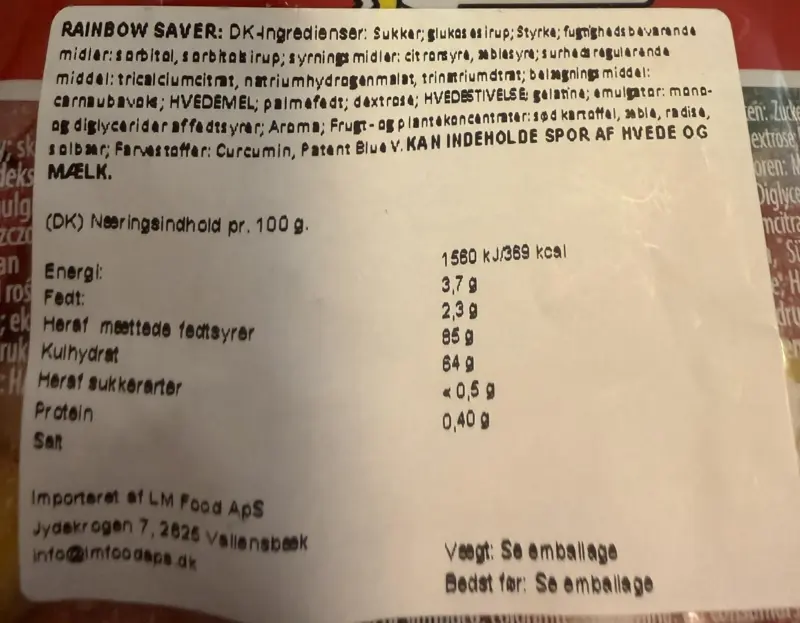 RAINBOW SAVER: DK-Ingredienser: Sukker; glukosesirup; Styrke; fugtighedsbevarende
midler: sorbitol, sorbitolsirup; syrnings midler: citronsyre, æblesyre; surhedsregulerende
middel: tricalciumcitrat, natriumhydrogenmalat, trinatriumcitrat; belægnings middel:
carnaubavoks; HVEDEMEL; palmefedt; dextrose; HVEDESTIVELSE; gelatine; emulgator: mono-
og diglycerider af fedtsyrer; Aroma; Frugt- og plantekoncentrater: sød kartoffel, æble, radise,
solbær; Farvestoffer: Curcumin, Patent Blue V. KAN INDEHOLDE SPOR AF HVEDE OG
MÆLK.
(DK) Næringsindhold pr. 100 g.
Energi: 1560 kJ/369 kcal
Fedt: 3,7 g
Heraf mættede fedtsyrer 2,3 g
Kulhydrat 85 g
Heraf sukkerarter 64 g
Protein < 0,5 g
Salt 0,40 g
Importeret af LM Food ApS
Jydekrogen 7, 2625 Vallensbæk
info@lmfoodaps.dk
Vægt: Se emballage
Bedst før: Se emballage